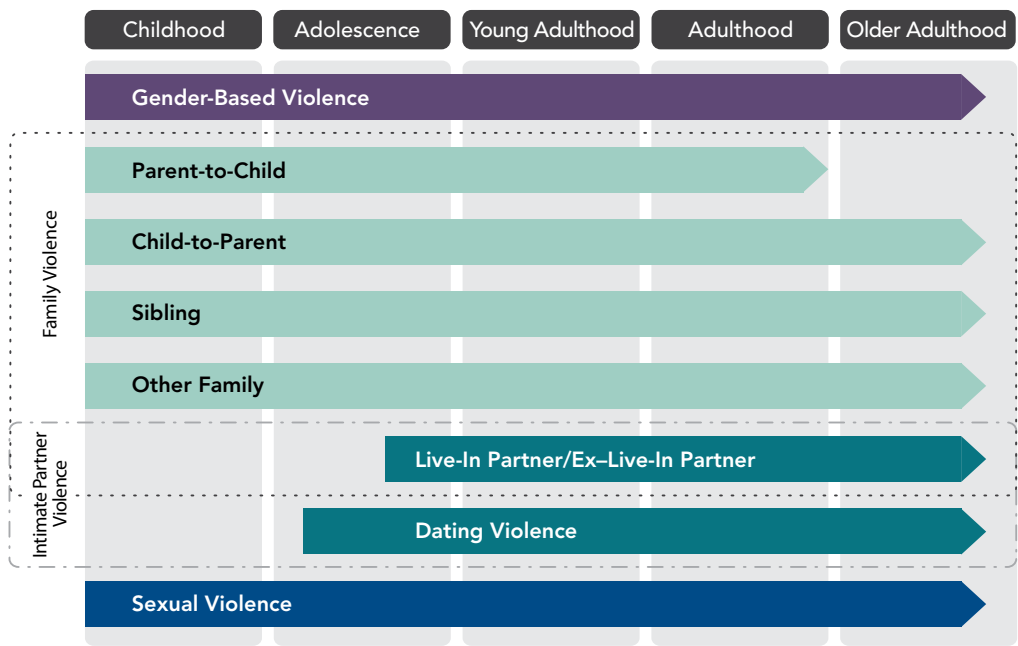 Childhood
Adolescence
Young Adulthood
Adulthood
Older Adulthood
Gender-Based Violence
Family Violence
Parent-to-Child
Child-to-Parent
Sibling
Other Family
Intimate Partner
Violence
Live-In Partner/Ex–Live-In Partner
Dating Violence
Sexual Violence